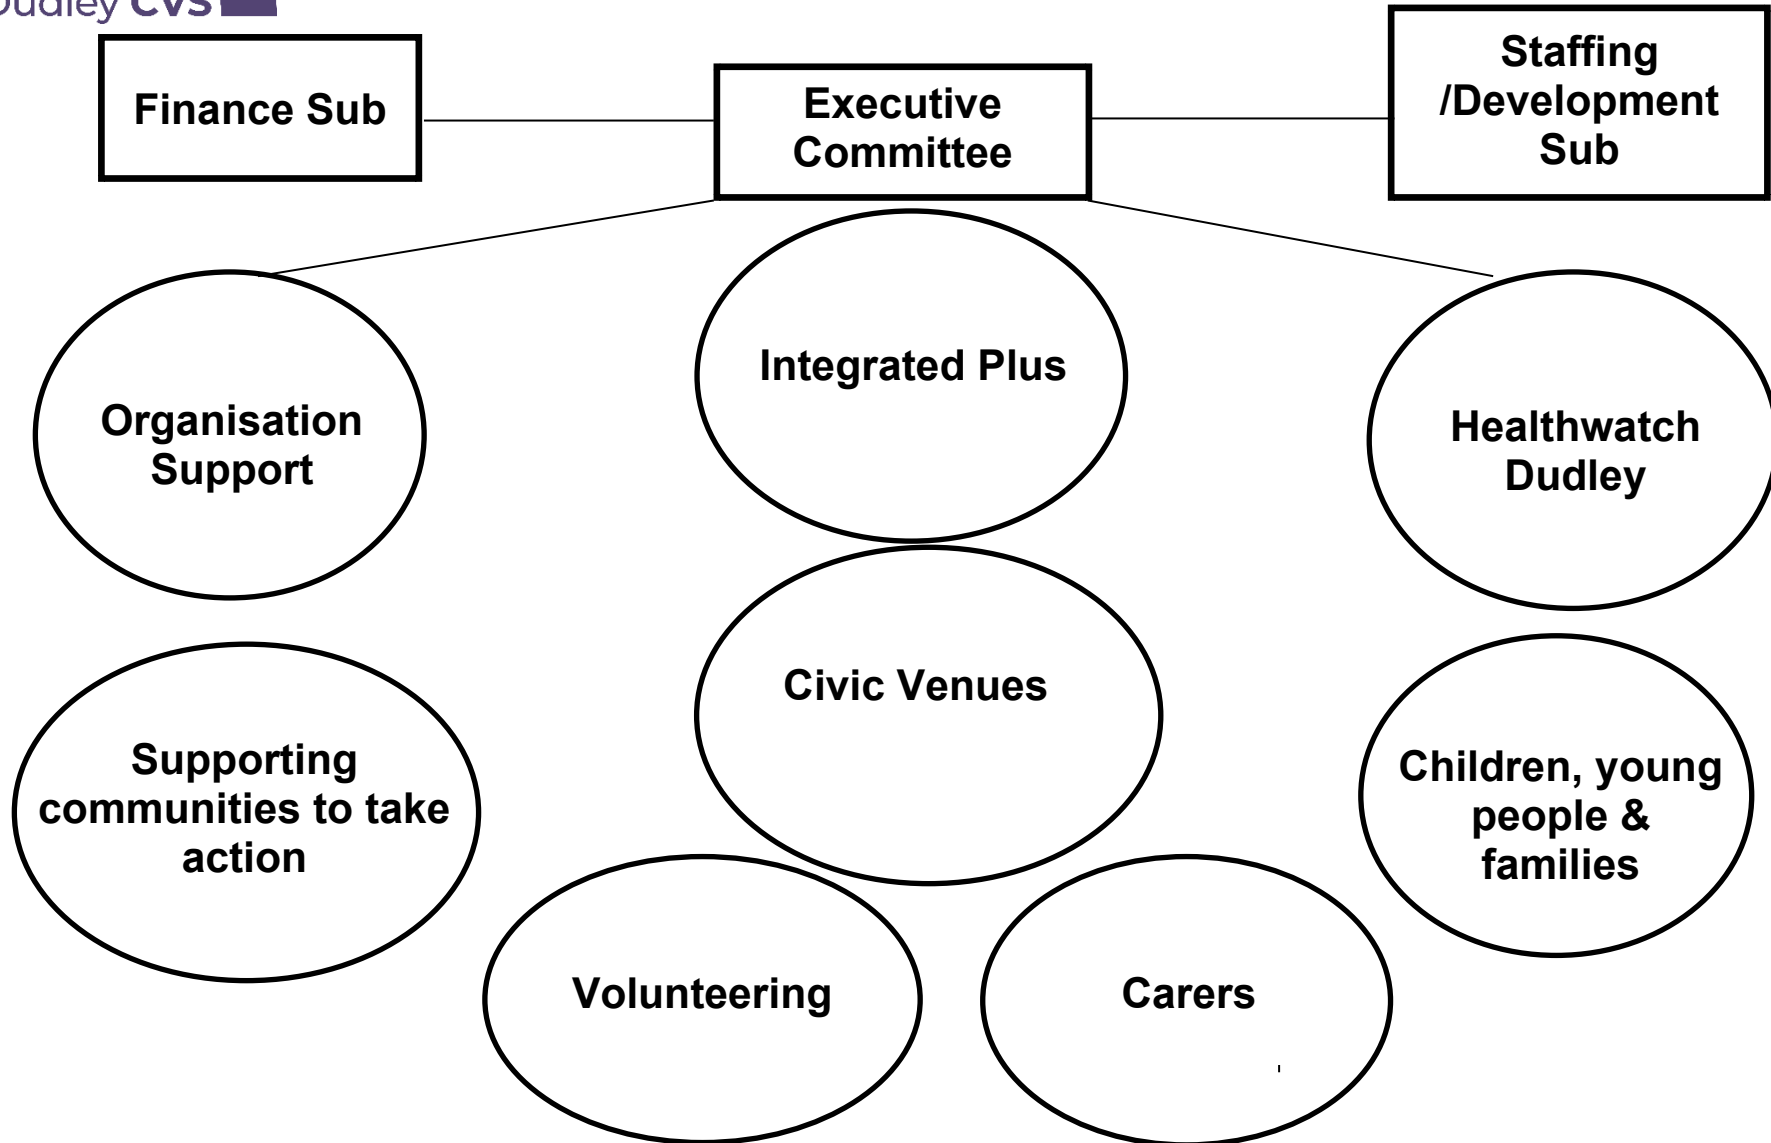 Dudley CVS
Finance Sub
Executive
Committee
Staffing
/Development
Sub
Organisation
Support
Integrated Plus
Healthwatch
Dudley
Supporting
communities to take
action
Civic Venues
Children, young
people &
families
Volunteering
Carers